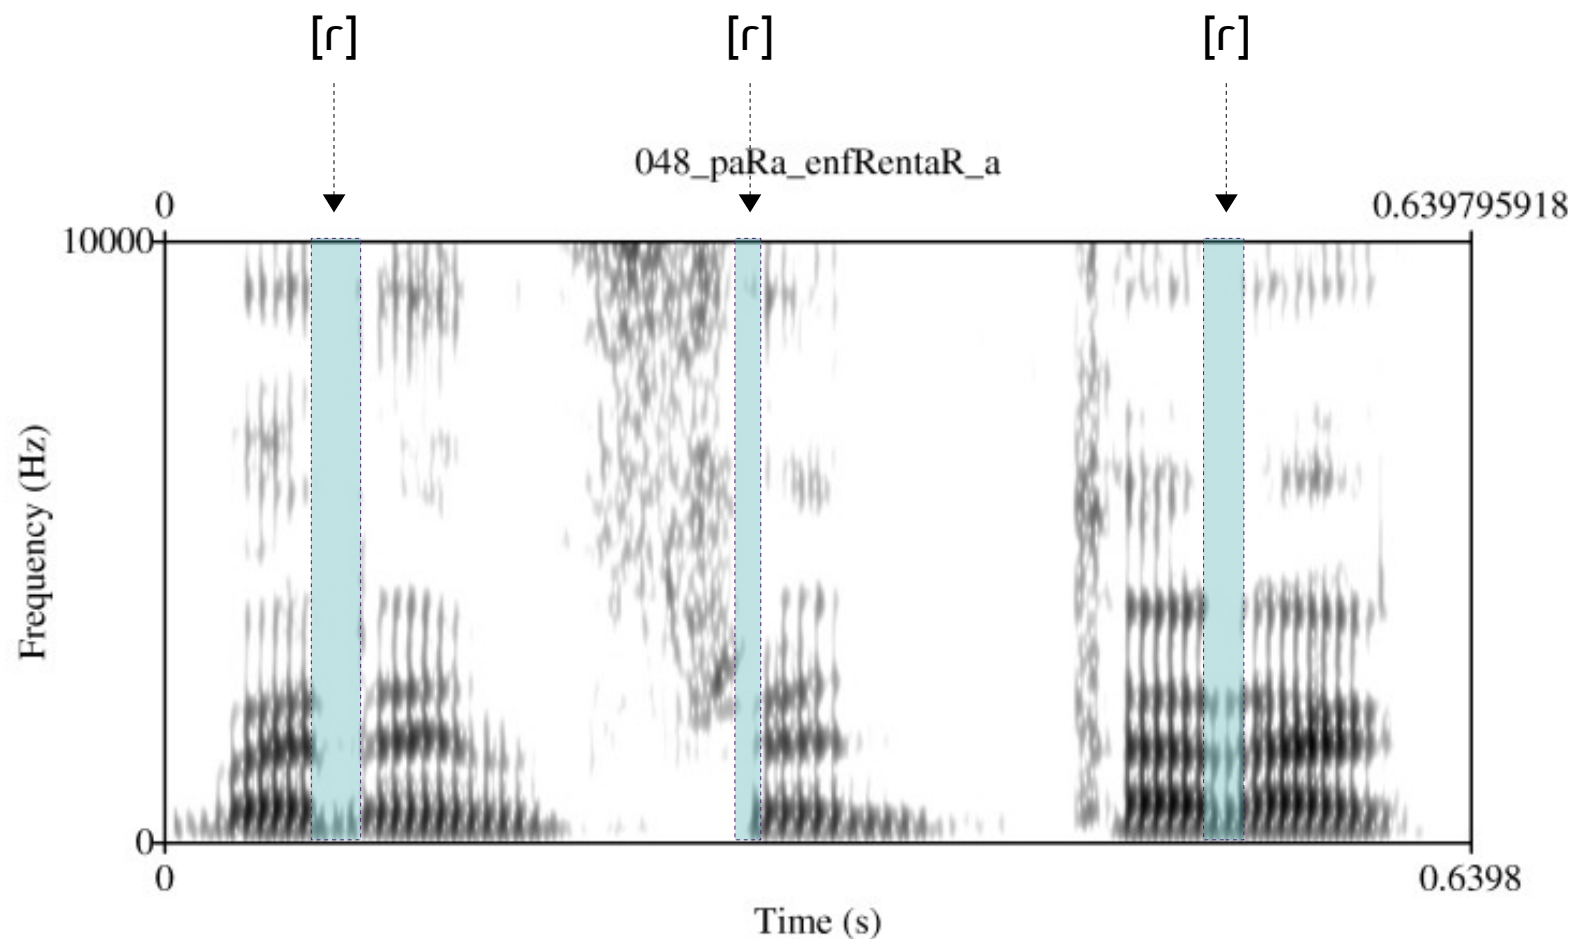 [ɾ] [ɾ] [ɾ]
048_paRa_enfRentaR_a
0 0.639795918
10000
Frequency (Hz)
0
0 0.6398
Time (s)